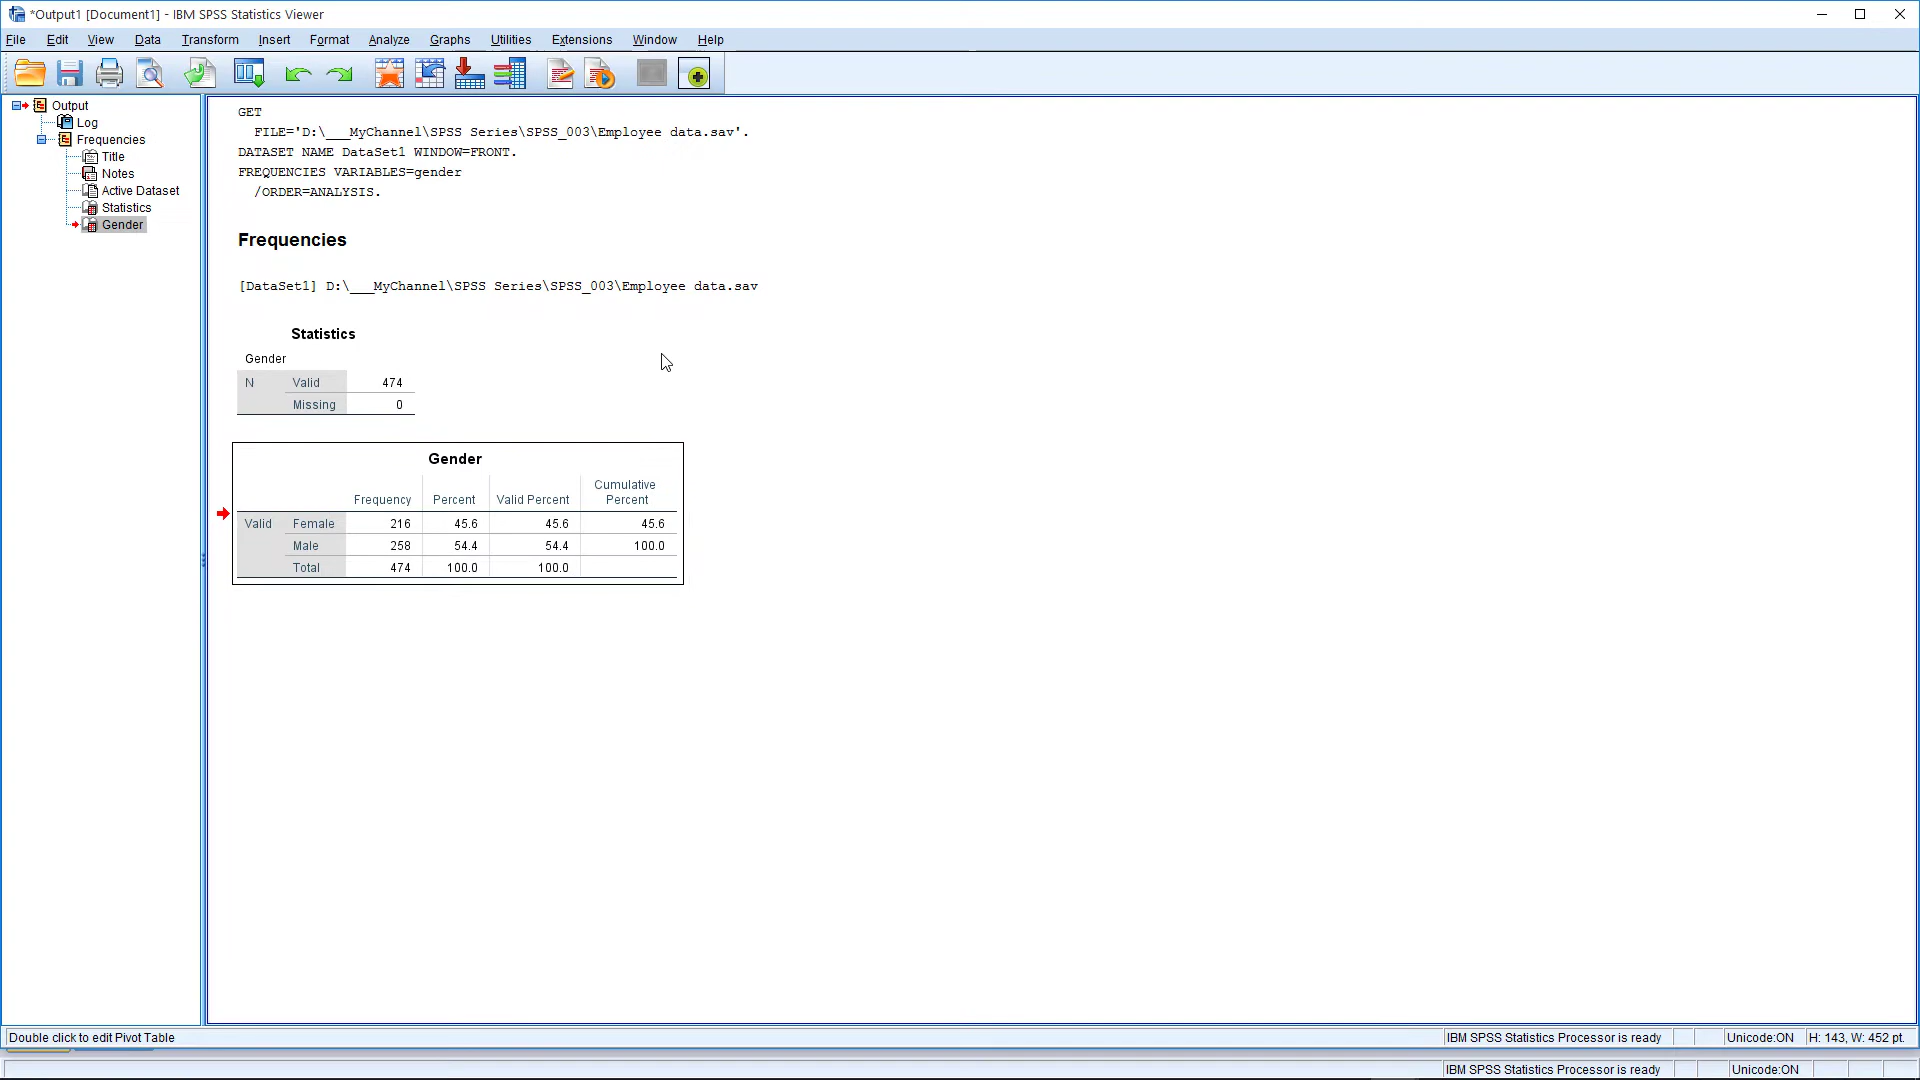 *Output1 [Document1] - IBM SPSS Statistics Viewer
File Edit View Data Transform Insert Format Analyze Graphs Utilities Extensions Window Help
Output
Log
Frequencies
Title
Notes
Active Dataset
Statistics
Gender
GET
FILE='D:\___MyChannel\SPSS Series\SPSS_003\Employee data.sav'.
DATASET NAME DataSet1 WINDOW=FRONT.
FREQUENCIES VARIABLES=gender
/ORDER=ANALYSIS.
Frequencies
[DataSet1] D:\___MyChannel\SPSS Series\SPSS_003\Employee data.sav
Statistics
Gender
N Valid 474
Missing 0
Gender
Frequency Percent Valid Percent Cumulative Percent
Valid Female 216 45.6 45.6 45.6
Male 258 54.4 54.4 100.0
Total 474 100.0 100.0
Double click to edit Pivot Table IBM SPSS Statistics Processor is ready Unicode:ON H: 143, W: 452 pt.
IBM SPSS Statistics Processor is ready Unicode:ON